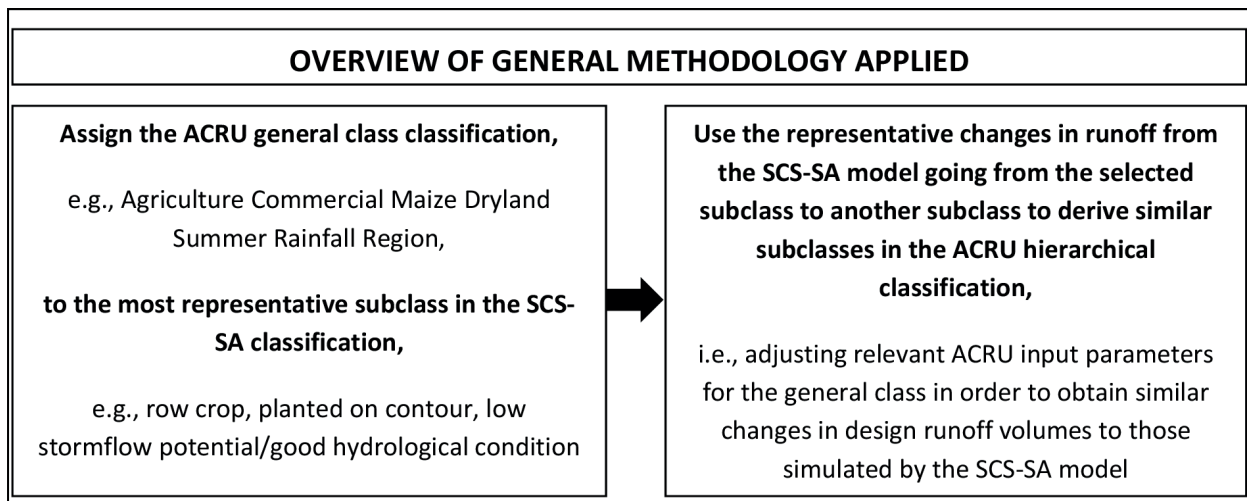 OVERVIEW OF GENERAL METHODOLOGY APPLIED
Assign the ACRU general class classification,
e.g., Agriculture Commercial Maize Dryland
Summer Rainfall Region,
to the most representative subclass in the SCS-
SA classification,
e.g., row crop, planted on contour, low
stormflow potential/good hydrological condition
Use the representative changes in runoff from
the SCS-SA model going from the selected
subclass to another subclass to derive similar
subclasses in the ACRU hierarchical
classification,
i.e., adjusting relevant ACRU input parameters
for the general class in order to obtain similar
changes in design runoff volumes to those
simulated by the SCS-SA model